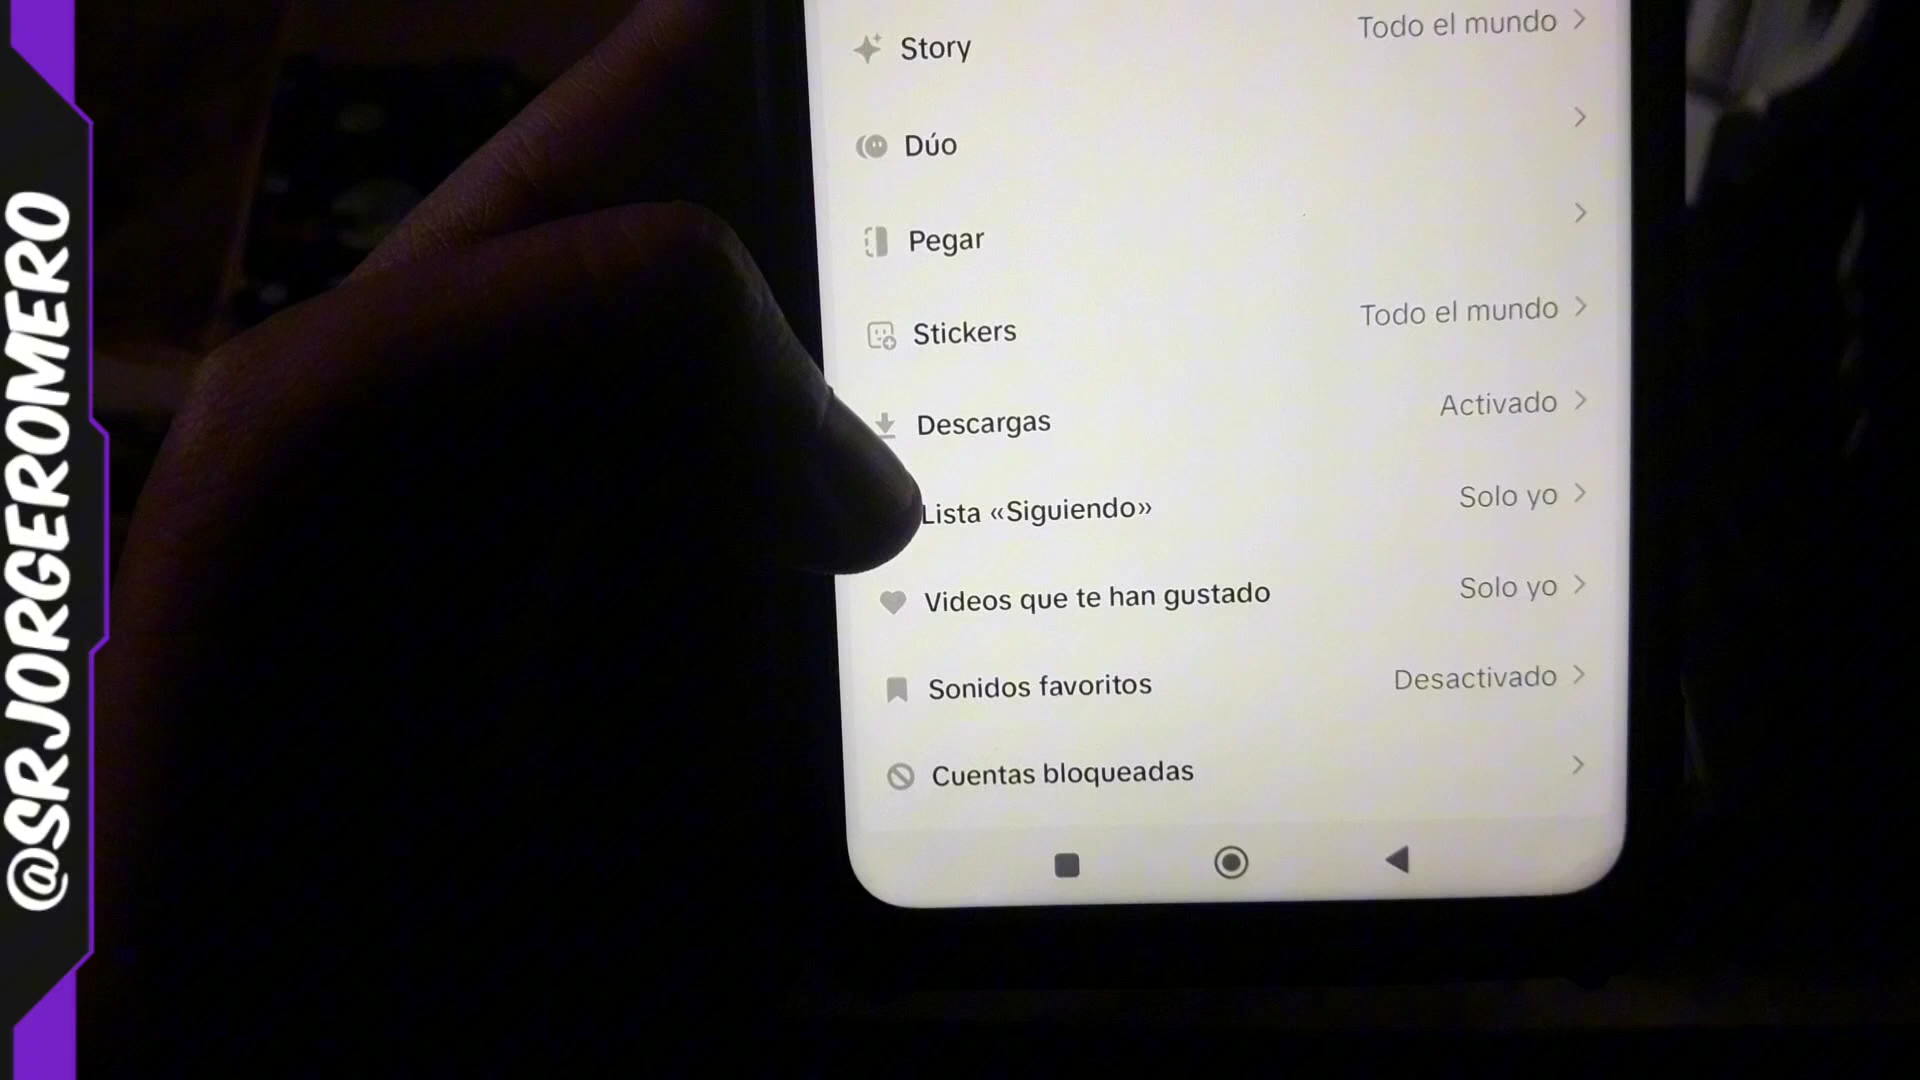 @SRJORGEROMERO
Story
Todo el mundo
Dúo
Pegar
Stickers
Todo el mundo
Descargas
Activado
Lista «Siguiendo»
Solo yo
Videos que te han gustado
Solo yo
Sonidos favoritos
Desactivado
Cuentas bloqueadas